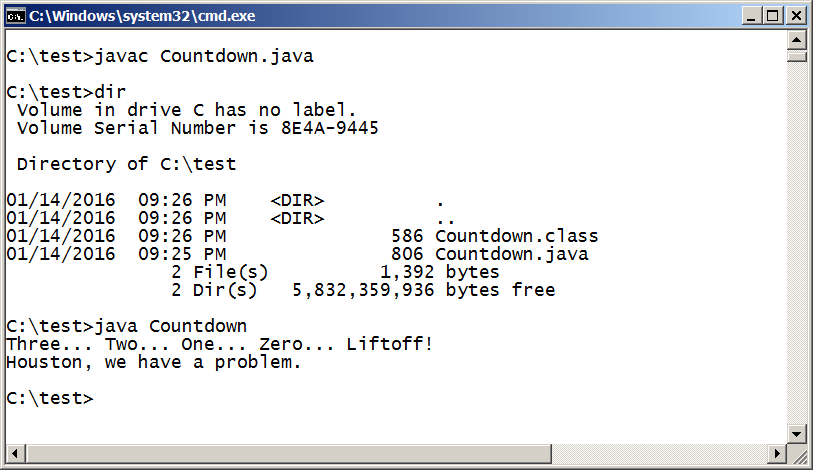 C:\Windows\system32\cmd.exe
C:\test>javac Countdown.java
C:\test>dir
 Volume in drive C has no label.
 Volume Serial Number is 8E4A-9445
 Directory of C:\test
01/14/2016  09:26 PM    <DIR>          .
01/14/2016  09:26 PM    <DIR>          ..
01/14/2016  09:26 PM               586 Countdown.class
01/14/2016  09:25 PM               806 Countdown.java
               2 File(s)          1,392 bytes
               2 Dir(s)   5,832,359,936 bytes free
C:\test>java Countdown
Three... Two... One... Zero... Liftoff!
Houston, we have a problem.
C:\test>